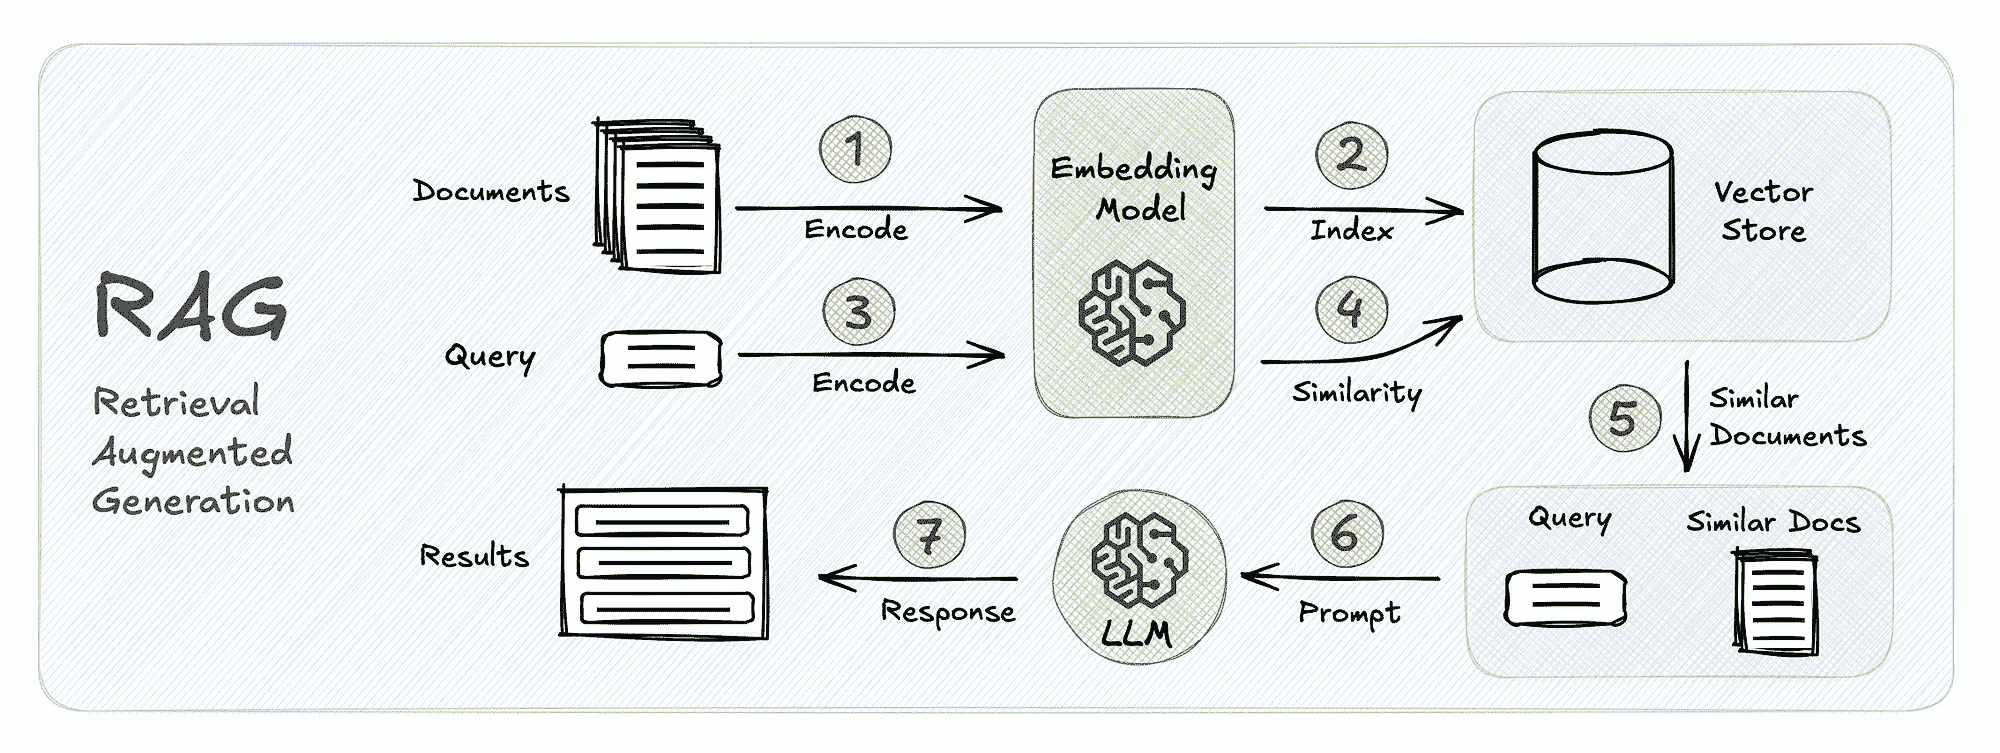 RAG
Retrieval
Augmented
Generation
Documents
1
Encode
Embedding
Model
2
Index
Vector
Store
Query
3
Encode
4
Similarity
5
Similar
Documents
Query
Similar Docs
6
Prompt
LLM
7
Response
Results